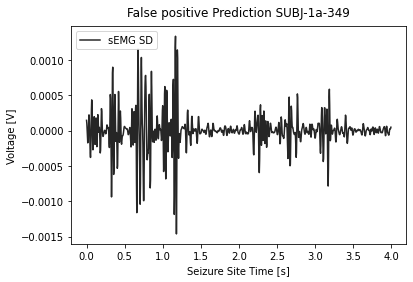 False positive Prediction SUBJ-1a-349
sEMG SD
0.0010
0.0005
0.0000
−0.0005
−0.0010
−0.0015
Voltage [V]
0.0 0.5 1.0 1.5 2.0 2.5 3.0 3.5 4.0
Seizure Site Time [s]